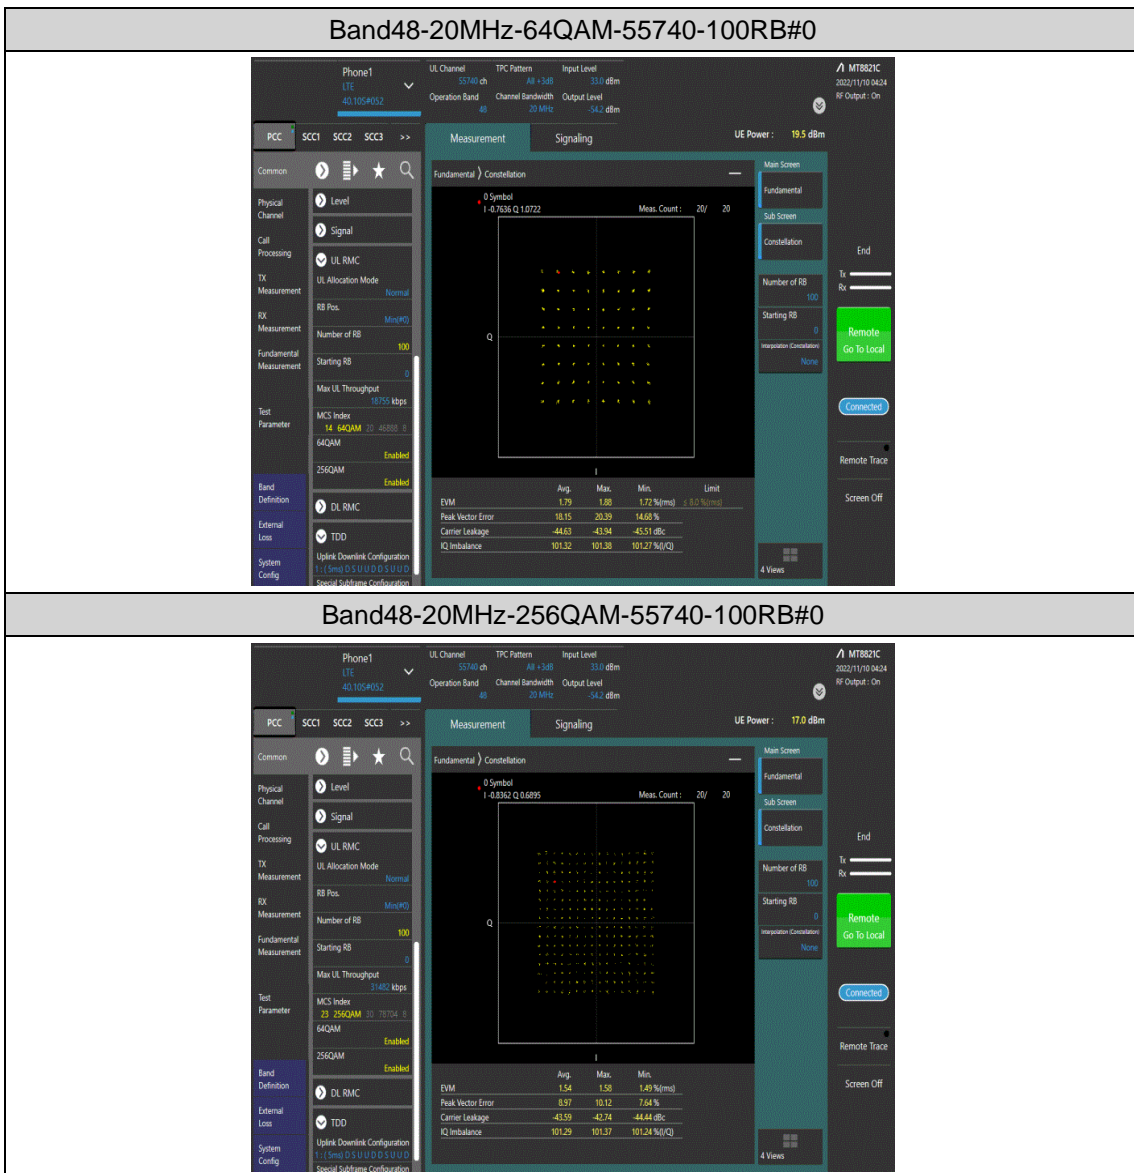 Band48-20MHz-64QAM-55740-100RB#0
Phone1
LTE
40.105#052
UL Channel
55740 ch
TPC Pattern
All +3dB
Input Level
33.0 dBm
Operation Band
48
Channel Bandwidth
20 MHz
Output Level
-54.2 dBm
MT8821C
2022/11/10 04:24
RF Output : On
PCC SCC1 SCC2 SCC3 >>
Measurement
Signaling
UE Power : 19.5 dBm
Common
Physical
Channel
Call
Processing
TX
Measurement
RX
Measurement
Fundamental
Measurement
Test
Parameter
Band
Definition
External
Loss
System
Config
Level
Signal
UL RMC
UL Allocation Mode
Normal
RB Pos.
Min(#0)
Number of RB
100
Starting RB
0
Max UL Throughput
18755 kbps
MCS Index
14 64QAM 20 46888 8
64QAM
Enabled
256QAM
Enabled
DL RMC
TDD
Uplink Downlink Configuration
1 : ( 5ms) D S U U D D S U U D
Special Subframe Configuration
Fundamental ⟩ Constellation
0 Symbol
I -0.7636 Q 1.0722
Meas. Count : 20/ 20
Q
I
Avg. Max. Min. Limit
EVM 1.79 1.88 1.72 %(rms) ≤ 8.0 %(rms)
Peak Vector Error 18.15 20.39 14.68 %
Carrier Leakage -44.63 -43.94 -45.51 dBc
IQ Imbalance 101.32 101.38 101.27 %(I/Q)
Main Screen
Fundamental
Sub Screen
Constellation
Number of RB
100
Starting RB
0
Interpolation (Constellation)
None
4 Views
End
Tx
Rx
Remote
Go To Local
Connected
Remote Trace
Screen Off
Band48-20MHz-256QAM-55740-100RB#0
Phone1
LTE
40.105#052
UL Channel
55740 ch
TPC Pattern
All +3dB
Input Level
33.0 dBm
Operation Band
48
Channel Bandwidth
20 MHz
Output Level
-54.2 dBm
MT8821C
2022/11/10 04:24
RF Output : On
PCC SCC1 SCC2 SCC3 >>
Measurement
Signaling
UE Power : 17.0 dBm
Common
Physical
Channel
Call
Processing
TX
Measurement
RX
Measurement
Fundamental
Measurement
Test
Parameter
Band
Definition
External
Loss
System
Config
Level
Signal
UL RMC
UL Allocation Mode
Normal
RB Pos.
Min(#0)
Number of RB
100
Starting RB
0
Max UL Throughput
31482 kbps
MCS Index
23 256QAM 30 78704 8
64QAM
Enabled
256QAM
Enabled
DL RMC
TDD
Uplink Downlink Configuration
1 : ( 5ms) D S U U D D S U U D
Special Subframe Configuration
Fundamental ⟩ Constellation
0 Symbol
I -0.8362 Q 0.6895
Meas. Count : 20/ 20
Q
I
Avg. Max. Min.
EVM 1.54 1.58 1.49 %(rms)
Peak Vector Error 8.97 10.12 7.64 %
Carrier Leakage -43.59 -42.74 -44.44 dBc
IQ Imbalance 101.29 101.37 101.24 %(I/Q)
Main Screen
Fundamental
Sub Screen
Constellation
Number of RB
100
Starting RB
0
Interpolation (Constellation)
None
4 Views
End
Tx
Rx
Remote
Go To Local
Connected
Remote Trace
Screen Off